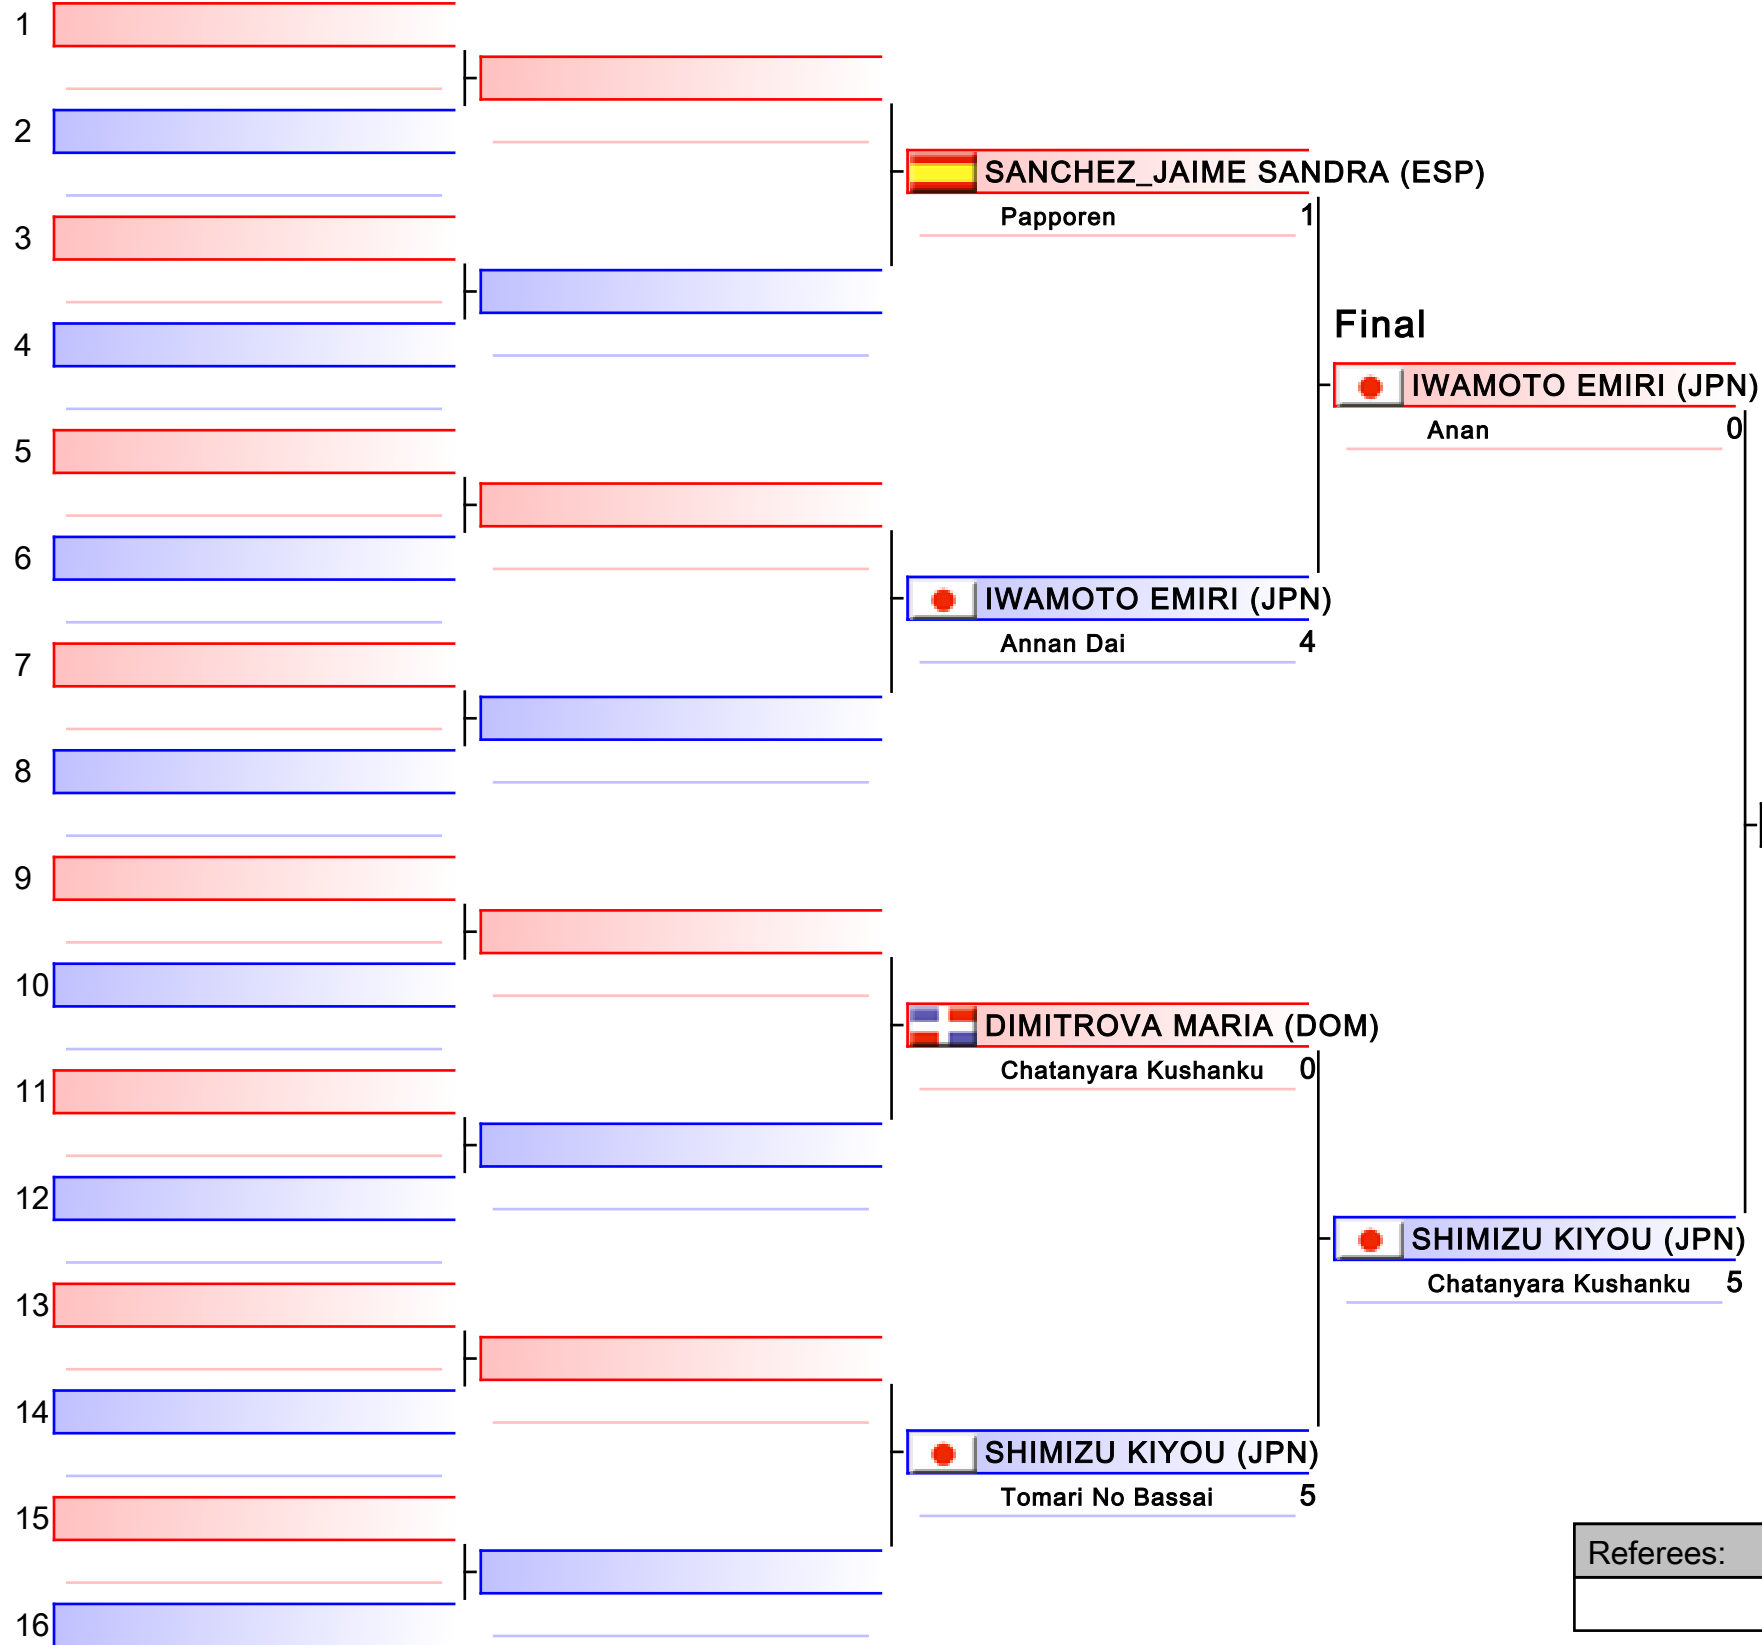 1
2
3
4
5
6
7
8
9
10
11
12
13
14
15
16
SANCHEZ_JAIME SANDRA (ESP)
Papporen 1
IWAMOTO EMIRI (JPN)
Annan Dai 4
DIMITROVA MARIA (DOM)
Chatanyara Kushanku 0
SHIMIZU KIYOU (JPN)
Tomari No Bassai 5
Final
IWAMOTO EMIRI (JPN)
Anan 0
SHIMIZU KIYOU (JPN)
Chatanyara Kushanku 5
Referees: